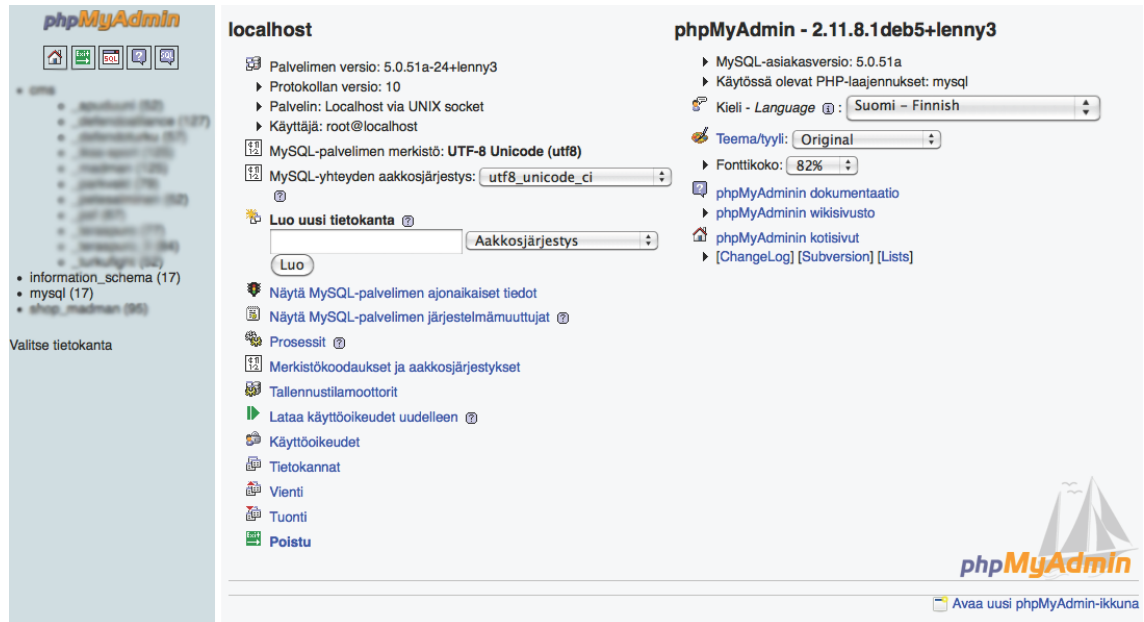 phpMyAdmin
Exit
SQL
SQL
cms
information_schema (17)
mysql (17)
Valitse tietokanta
localhost
Palvelimen versio: 5.0.51a-24+lenny3
Protokollan versio: 10
Palvelin: Localhost via UNIX socket
Käyttäjä: root@localhost
MySQL-palvelimen merkistö: UTF-8 Unicode (utf8)
MySQL-yhteyden aakkosjärjestys: utf8_unicode_ci
Luo uusi tietokanta
Aakkosjärjestys
Luo
Näytä MySQL-palvelimen ajonaikaiset tiedot
Näytä MySQL-palvelimen järjestelmämuuttujat
Prosessit
Merkistökoodaukset ja aakkosjärjestykset
Tallennustilamoottorit
Lataa käyttöoikeudet uudelleen
Käyttöoikeudet
Tietokannat
Vienti
Tuonti
Poistu
phpMyAdmin - 2.11.8.1deb5+lenny3
MySQL-asiakasversio: 5.0.51a
Käytössä olevat PHP-laajennukset: mysql
Kieli - Language : Suomi – Finnish
Teema/tyyli: Original
Fonttikoko: 82%
phpMyAdminin dokumentaatio
phpMyAdminin wikisivusto
phpMyAdminin kotisivut
[ChangeLog] [Subversion] [Lists]
phpMyAdmin
Avaa uusi phpMyAdmin-ikkuna